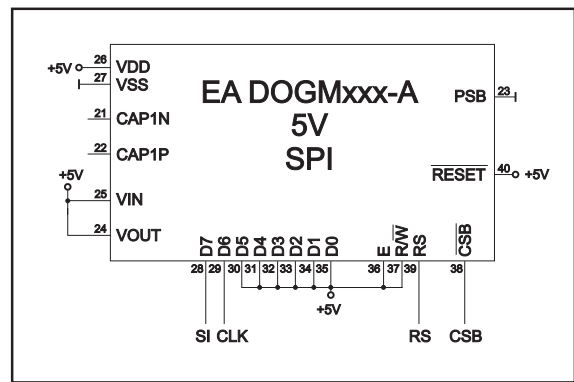 EA DOGMxxx-A
5V
SPI
+5V 26 VDD
27 VSS
21 CAP1N
22 CAP1P
+5V
25 VIN
24 VOUT
PSB 23
RESET 40 +5V
D7 D6 D5 D4 D3 D2 D1 D0 E R/W RS CSB
28 29 30 31 32 33 34 35 36 37 39 38
+5V
SI CLK RS CSB